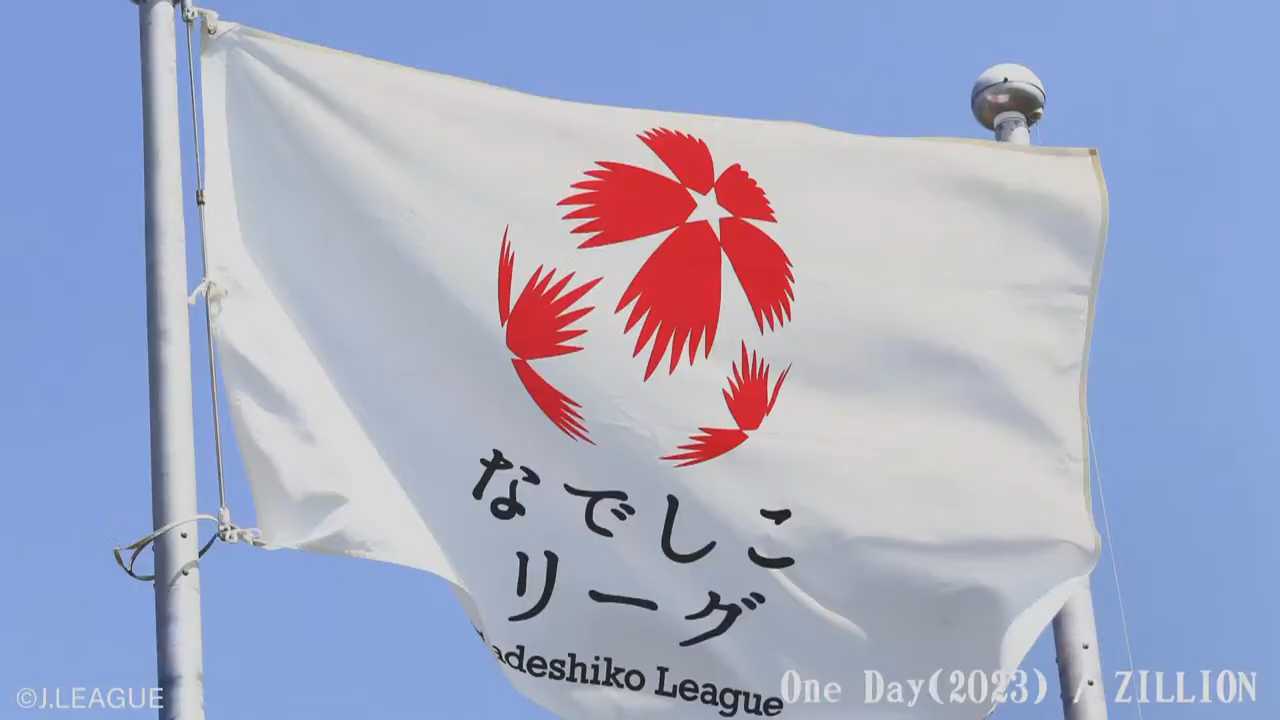 なでしこ
リーグ
adeshiko League
©J.LEAGUE
One Day(2023) / ZILLION